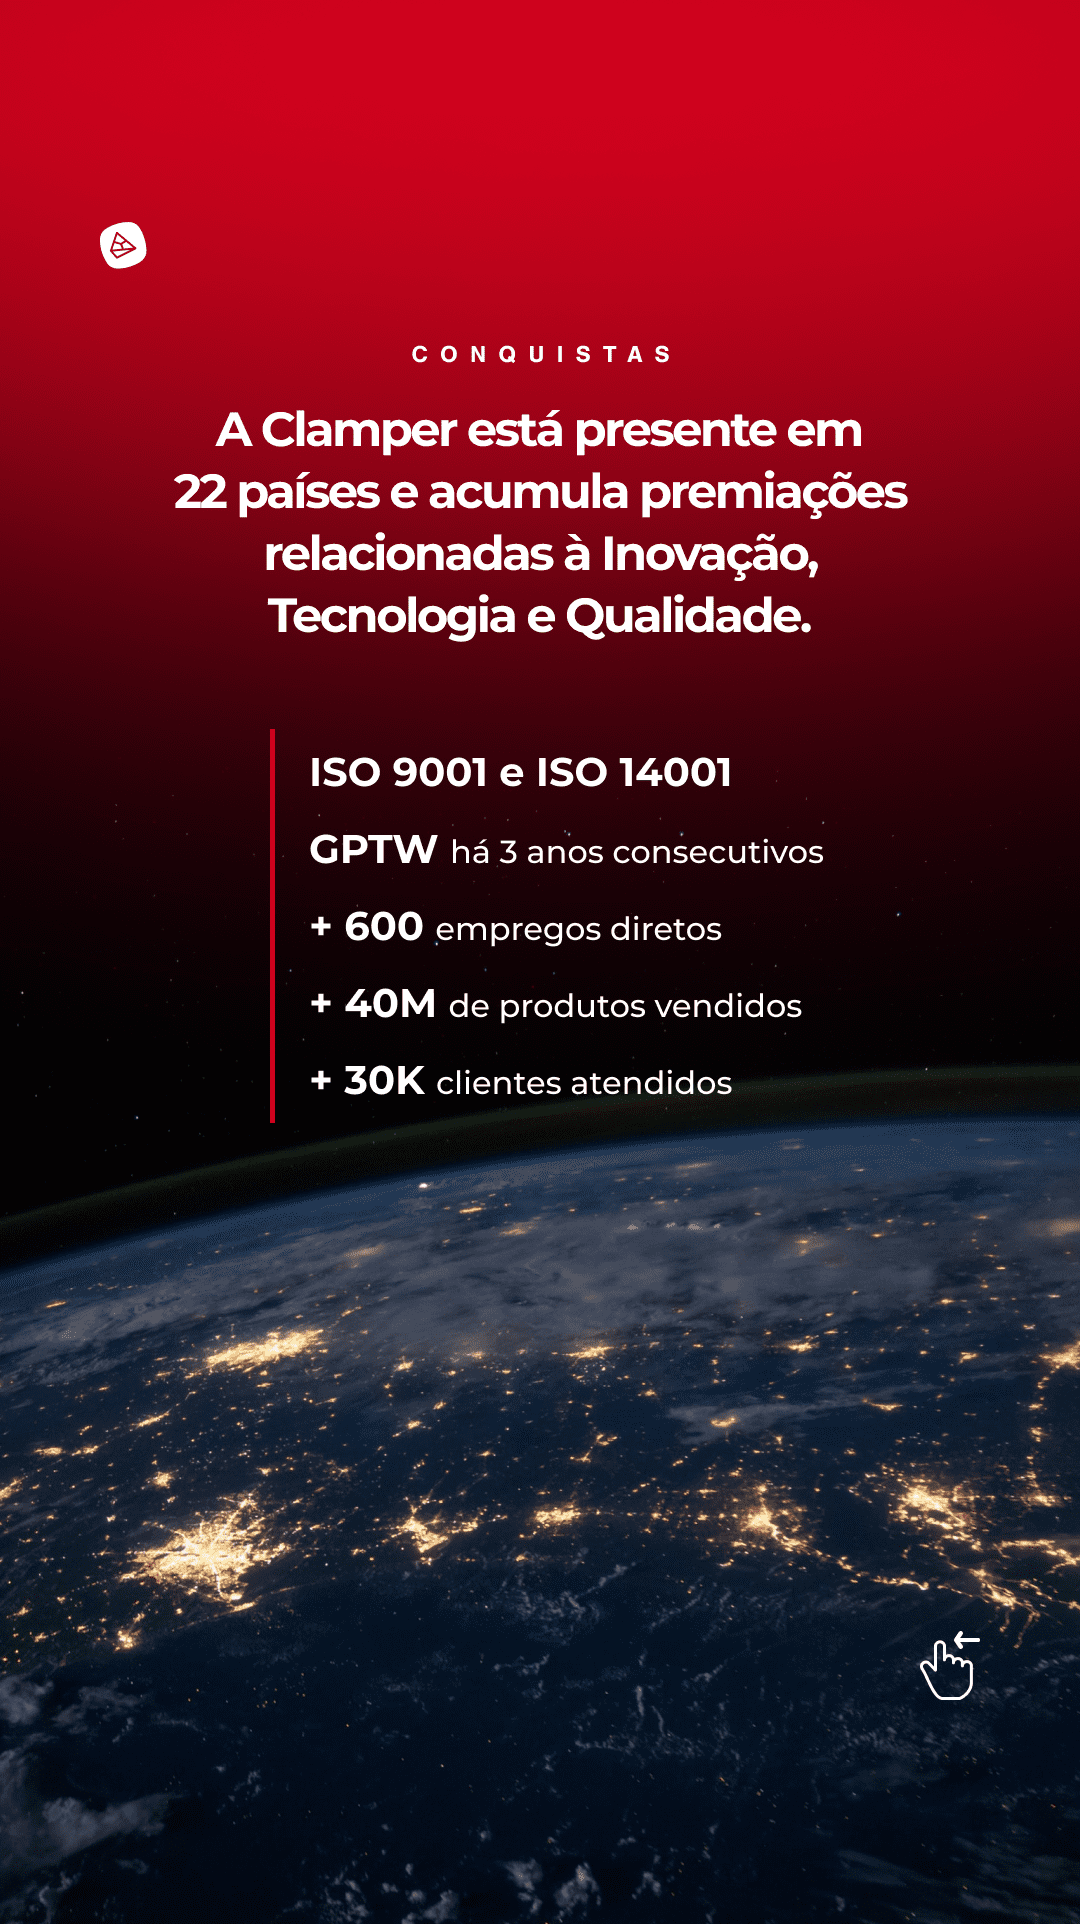 CONQUISTAS
A Clamper está presente em
22 países e acumula premiações
relacionadas à Inovação,
Tecnologia e Qualidade.
ISO 9001 e ISO 14001
GPTW há 3 anos consecutivos
+ 600 empregos diretos
+ 40M de produtos vendidos
+ 30K clientes atendidos